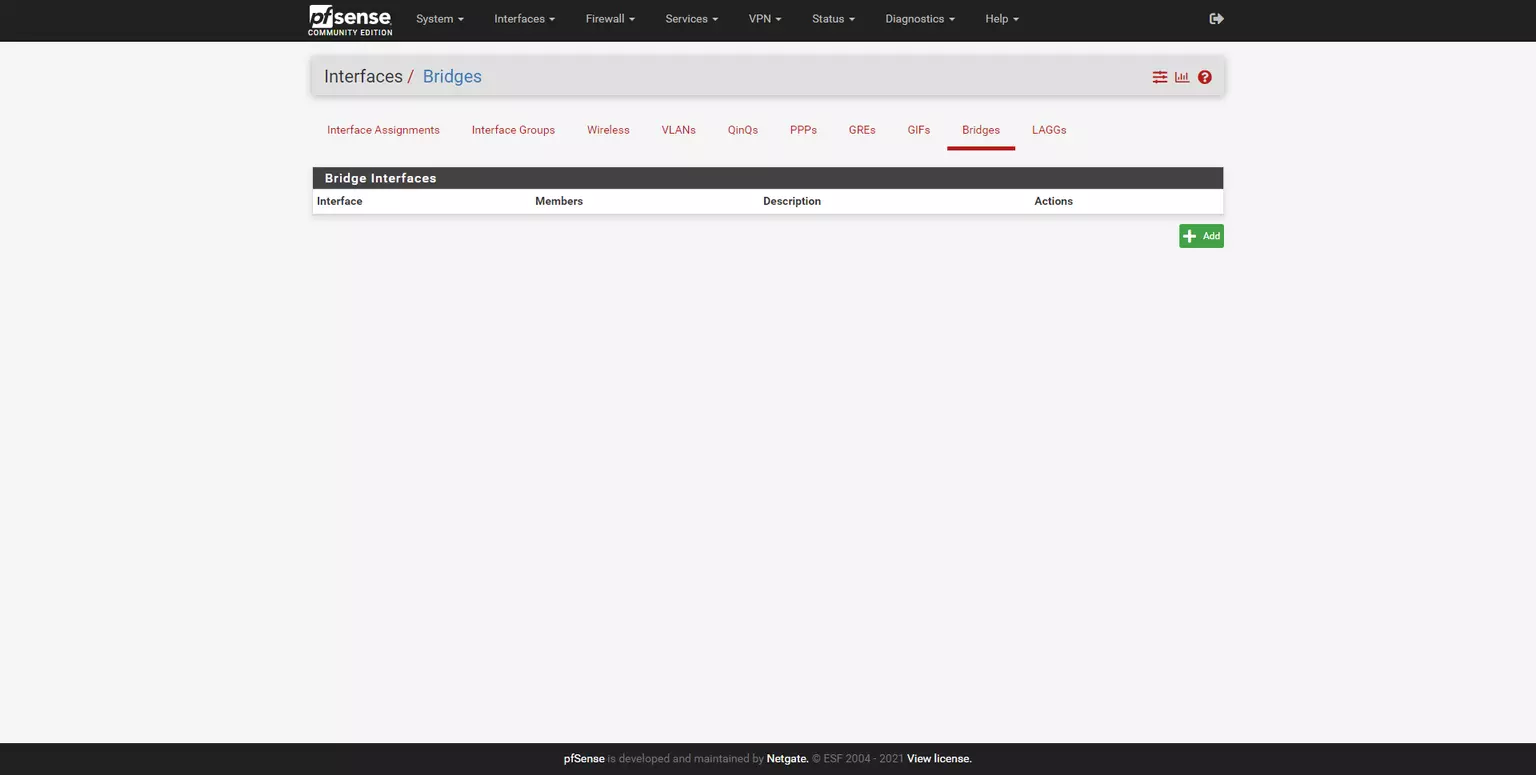 pfsense System Interfaces Firewall Services VPN Status Diagnostics Help
COMMUNITY EDITION
Interfaces / Bridges
Interface Assignments Interface Groups Wireless VLANs QinQs PPPs GREs GIFs Bridges LAGGs
Bridge Interfaces
Interface Members Description Actions
Add
pfSense is developed and maintained by Netgate. © ESF 2004 - 2021 View license.